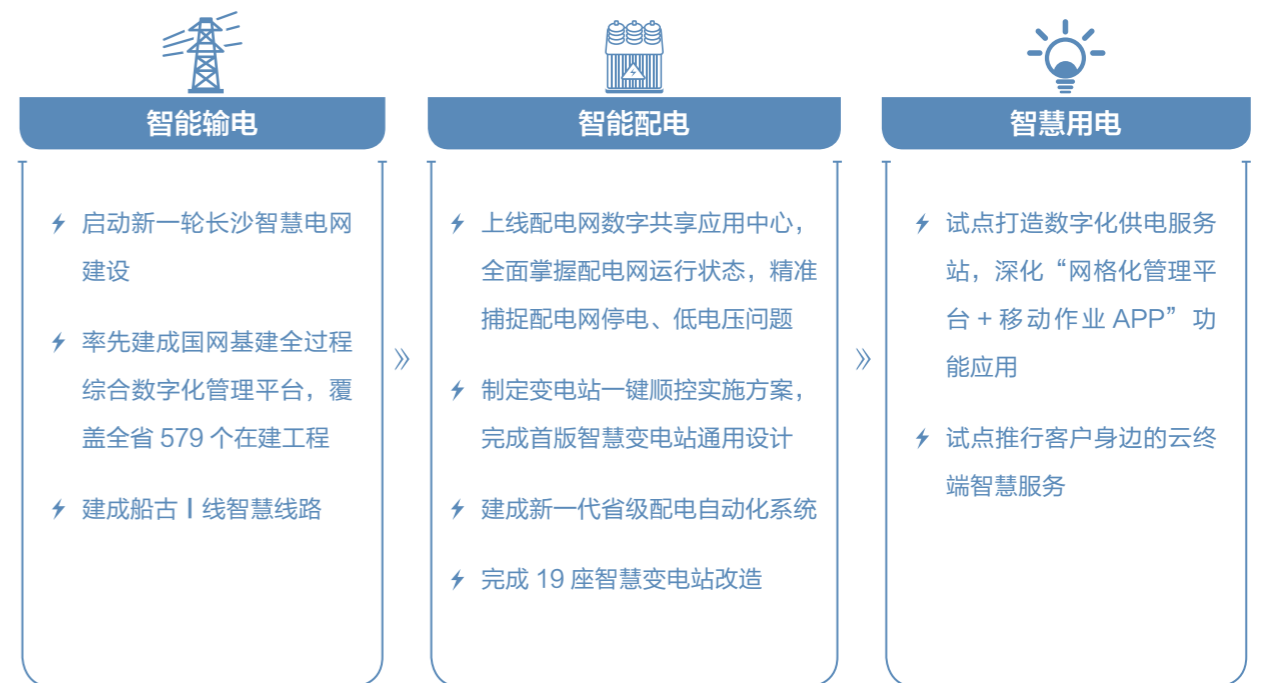 智能输电
启动新一轮长沙智慧电网
建设
率先建成国网基建全过程
综合数字化管理平台，覆
盖全省 579 个在建工程
建成船古 I 线智慧线路
智能配电
上线配电网数字共享应用中心，
全面掌握配电网运行状态，精准
捕捉配电网停电、低电压问题
制定变电站一键顺控实施方案，
完成首版智慧变电站通用设计
建成新一代省级配电自动化系统
完成 19 座智慧变电站改造
智慧用电
试点打造数字化供电服务
站，深化“网格化管理平
台 + 移动作业 APP”功
能应用
试点推行客户身边的云终
端智慧服务